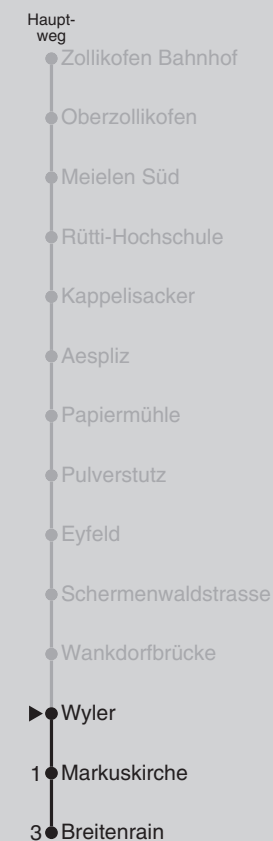 Haupt-
weg
Zollikofen Bahnhof
Oberzollikofen
Meielen Süd
Rütti-Hochschule
Kappelisacker
Aespliz
Papiermühle
Pulverstutz
Eyfeld
Schermenwaldstrasse
Wankdorfbrücke
Wyler
1 Markuskirche
3 Breitenrain